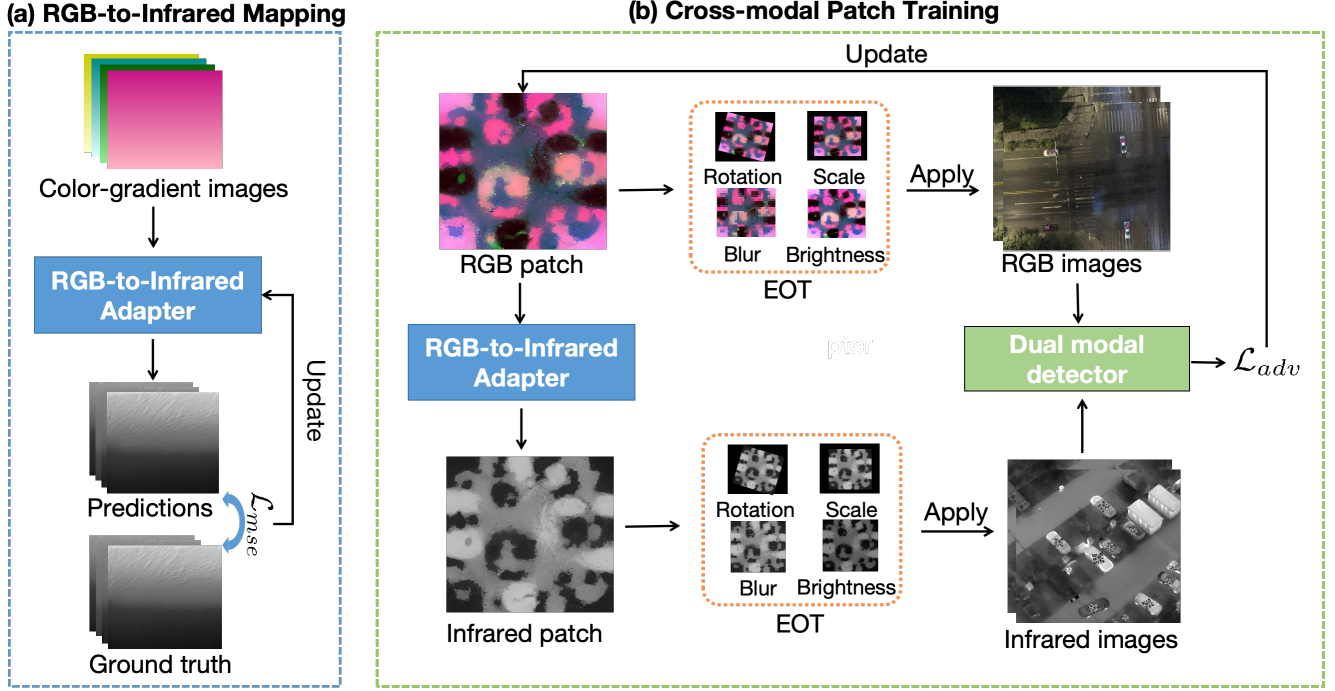 (a) RGB-to-Infrared Mapping
Color-gradient images
RGB-to-Infrared
Adapter
Update
Predictions
ℒmse
Ground truth
(b) Cross-modal Patch Training
Update
RGB patch
Rotation
Scale
Blur
Brightness
EOT
Apply
RGB images
RGB-to-Infrared
Adapter
ptor
Dual modal
detector
ℒadv
Infrared patch
Rotation
Scale
Blur
Brightness
EOT
Apply
Infrared images